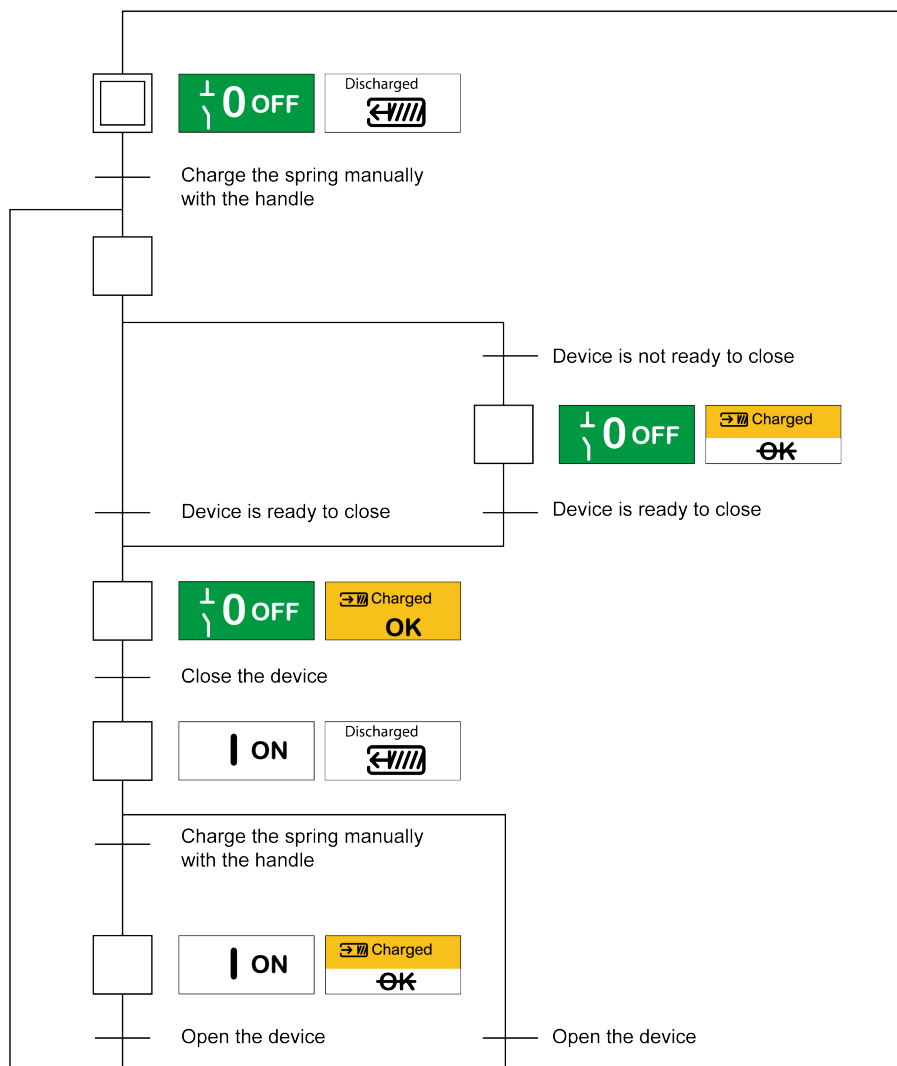 0 OFF
Discharged
Charge the spring manually
with the handle
Device is not ready to close
0 OFF
Charged
OK
Device is ready to close
Device is ready to close
0 OFF
Charged
OK
Close the device
I ON
Discharged
Charge the spring manually
with the handle
I ON
Charged
OK
Open the device
Open the device